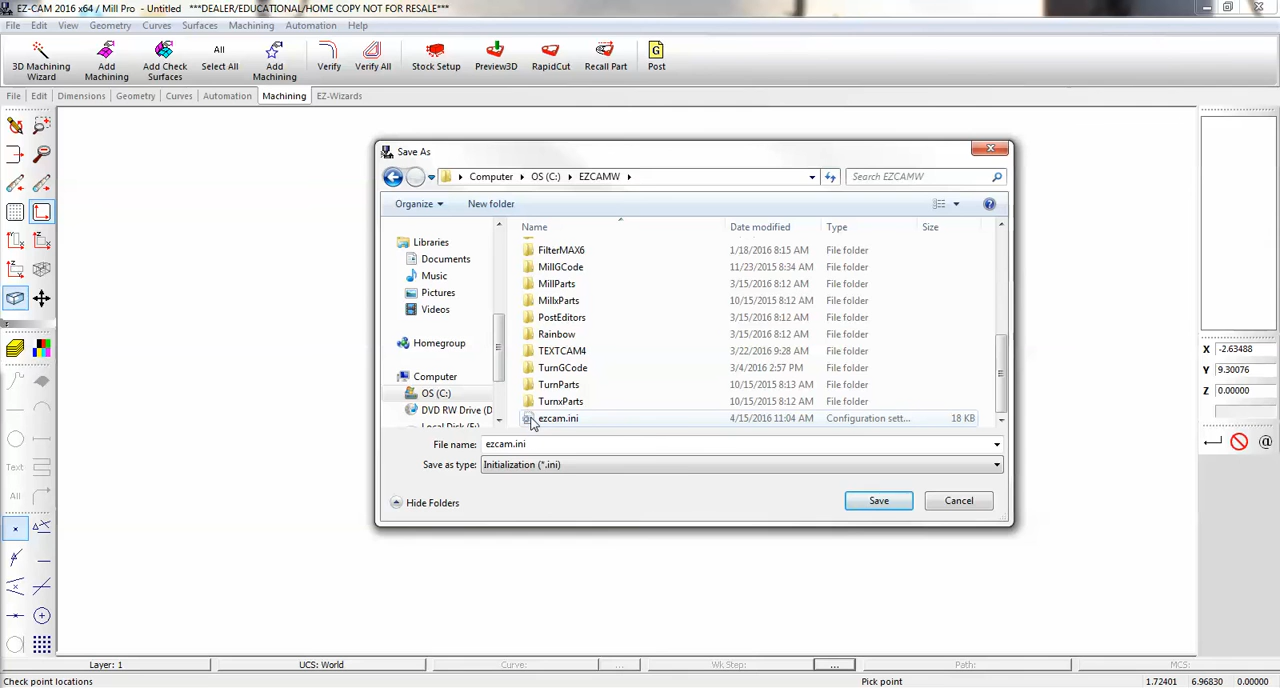 EZ-CAM 2016 x64 / Mill Pro - Untitled ***DEALER/EDUCATIONAL/HOME COPY NOT FOR RESALE***
File Edit View Geometry Curves Surfaces Machining Automation Help
3D Machining Wizard
Add Machining
Add Check Surfaces
All
Select All
Add Machining
Verify
Verify All
Stock Setup
Preview3D
RapidCut
Recall Part
G
Post
File Edit Dimensions Geometry Curves Automation Machining EZ-Wizards
Save As
Computer OS (C:) EZCAMW
Search EZCAMW
Organize New folder
Libraries
Documents
Music
Pictures
Videos
Homegroup
Computer
OS (C:)
DVD RW Drive (D
Name Date modified Type Size
FilterMAX6 1/18/2016 8:15 AM File folder
MillGCode 11/23/2015 8:34 AM File folder
MillParts 3/15/2016 8:12 AM File folder
MillxParts 10/15/2015 8:12 AM File folder
PostEditors 3/15/2016 8:12 AM File folder
Rainbow 3/15/2016 8:12 AM File folder
TEXTCAM4 3/22/2016 9:28 AM File folder
TurnGCode 3/4/2016 2:57 PM File folder
TurnParts 10/15/2015 8:13 AM File folder
TurnxParts 10/15/2015 8:12 AM File folder
ezcam.ini 4/15/2016 11:04 AM Configuration sett... 18 KB
File name: ezcam.ini
Save as type: Initialization (*.ini)
Hide Folders
Save
Cancel
Text
All
X -2.63488
Y 9.30076
Z 0.00000
@
Layer: 1 UCS: World Curve: ... Wk Step: ... Path: MCS:
Check point locations Pick point 1.72401 6.96830 0.00000